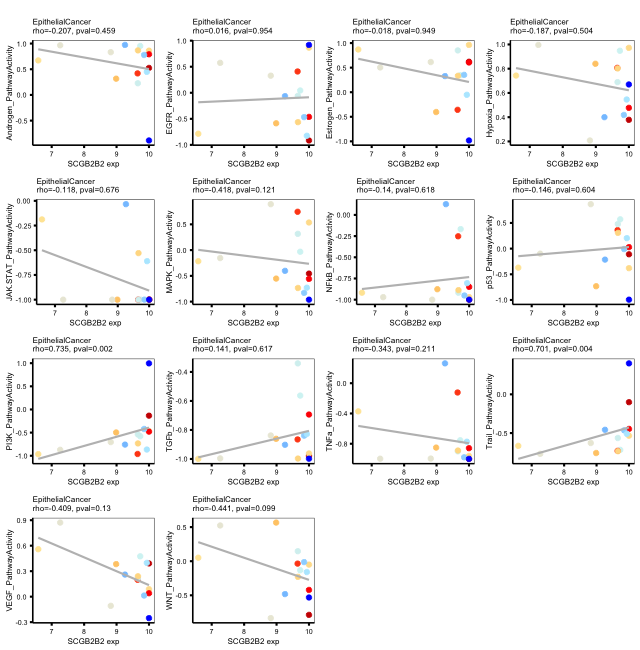 EpithelialCancer
rho=-0.207, pval=0.459
Androgen_PathwayActivity
1.0
0.5
0.0
-0.5
7 8 9 10
SCGB2B2 exp
EpithelialCancer
rho=0.016, pval=0.954
EGFR_PathwayActivity
1.0
0.5
0.0
-0.5
-1.0
7 8 9 10
SCGB2B2 exp
EpithelialCancer
rho=-0.018, pval=0.949
Estrogen_PathwayActivity
1.0
0.5
0.0
-0.5
-1.0
7 8 9 10
SCGB2B2 exp
EpithelialCancer
rho=-0.187, pval=0.504
Hypoxia_PathwayActivity
1.0
0.8
0.6
0.4
0.2
7 8 9 10
SCGB2B2 exp
EpithelialCancer
rho=-0.118, pval=0.676
JAK-STAT_PathwayActivity
0.00
-0.25
-0.50
-0.75
-1.00
7 8 9 10
SCGB2B2 exp
EpithelialCancer
rho=-0.418, pval=0.121
MAPK_PathwayActivity
1.0
0.5
0.0
-0.5
-1.0
7 8 9 10
SCGB2B2 exp
EpithelialCancer
rho=-0.14, pval=0.618
NFkB_PathwayActivity
0.00
-0.25
-0.50
-0.75
-1.00
7 8 9 10
SCGB2B2 exp
EpithelialCancer
rho=-0.146, pval=0.604
p53_PathwayActivity
1.0
0.5
0.0
-0.5
-1.0
7 8 9 10
SCGB2B2 exp
EpithelialCancer
rho=0.735, pval=0.002
PI3K_PathwayActivity
1.0
0.5
0.0
-0.5
-1.0
7 8 9 10
SCGB2B2 exp
EpithelialCancer
rho=0.141, pval=0.617
TGFb_PathwayActivity
-0.4
-0.6
-0.8
-1.0
7 8 9 10
SCGB2B2 exp
EpithelialCancer
rho=-0.343, pval=0.211
TNFa_PathwayActivity
0.0
-0.4
-0.8
7 8 9 10
SCGB2B2 exp
EpithelialCancer
rho=0.701, pval=0.004
Trail_PathwayActivity
0.0
-0.5
7 8 9 10
SCGB2B2 exp
EpithelialCancer
rho=-0.409, pval=0.13
VEGF_PathwayActivity
0.9
0.6
0.3
0.0
-0.3
7 8 9 10
SCGB2B2 exp
EpithelialCancer
rho=-0.441, pval=0.099
WNT_PathwayActivity
0.5
0.0
-0.5
7 8 9 10
SCGB2B2 exp